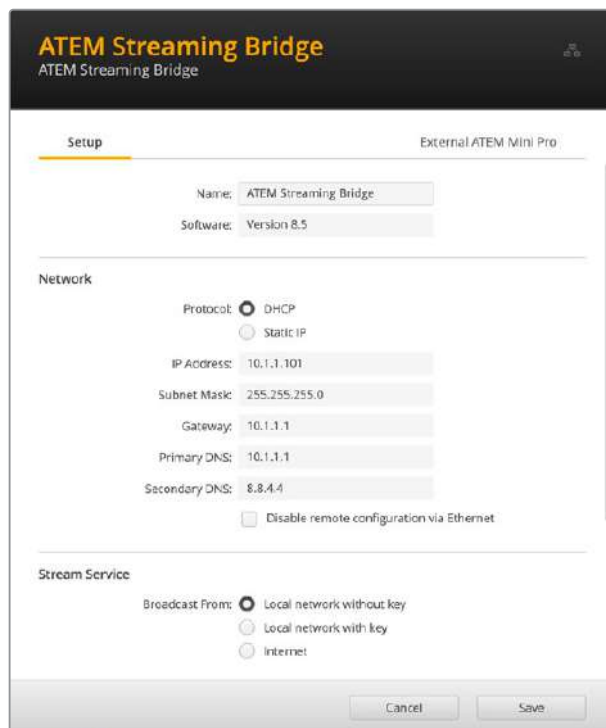 ATEM Streaming Bridge
ATEM Streaming Bridge
Setup External ATEM Mini Pro
Name: ATEM Streaming Bridge
Software: Version 8.5
Network
Protocol: DHCP
Static IP
IP Address: 10.1.1.101
Subnet Mask: 255.255.255.0
Gateway: 10.1.1.1
Primary DNS: 10.1.1.1
Secondary DNS: 8.8.4.4
Disable remote configuration via Ethernet
Stream Service
Broadcast From: Local network without key
Local network with key
Internet
Cancel Save